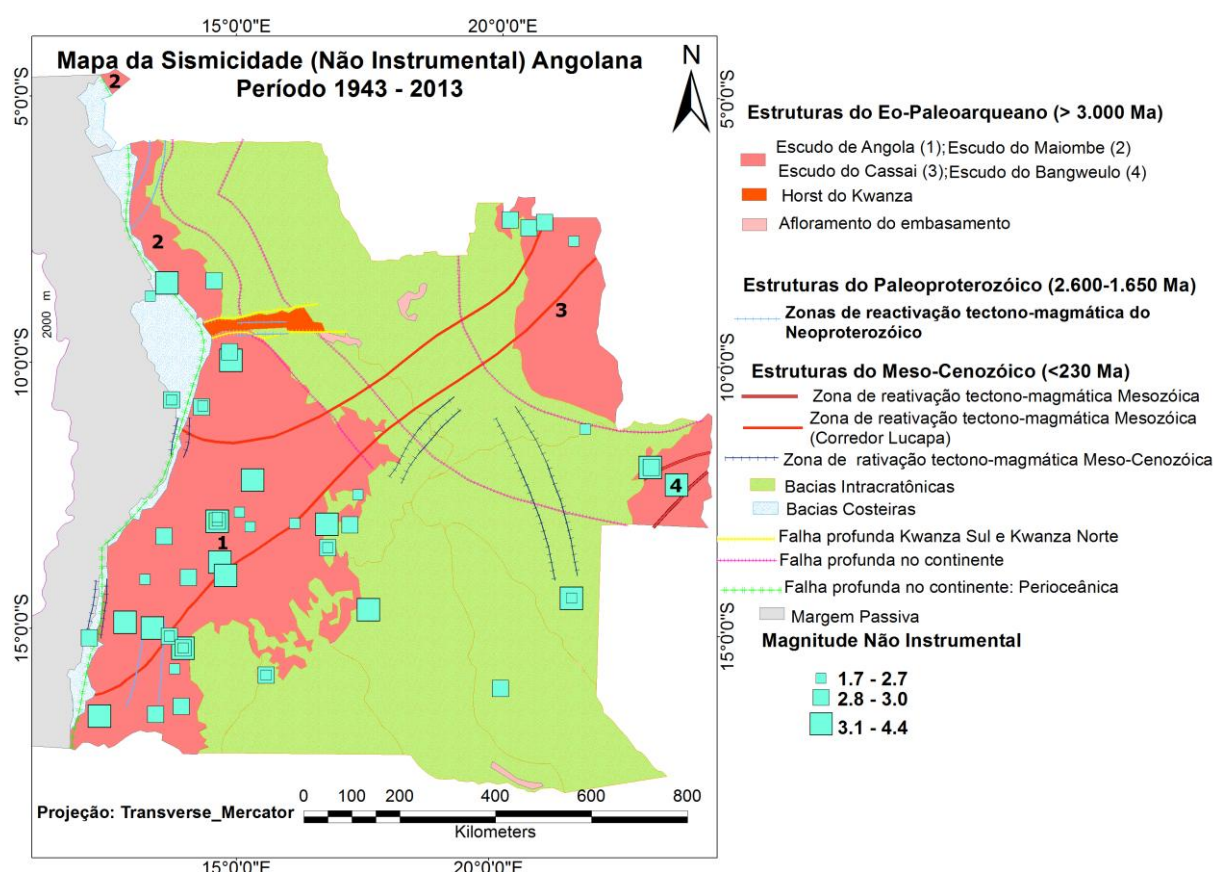 15°0'0"E 20°0'0"E
Mapa da Sismicidade (Não Instrumental) Angolana
Período 1943 - 2013
N
5°0'0"S
10°0'0"S
15°0'0"S
5°0'0"S
10°0'0"S
15°0'0"S
2000 m
2
2
3
4
1
Projeção: Transverse_Mercator
0 100 200 400 600 800
Kilometers
15°0'0"E 20°0'0"E
Estruturas do Eo-Paleoarqueano (> 3.000 Ma)
Escudo de Angola (1);Escudo do Maiombe (2)
Escudo do Cassai (3);Escudo do Bangweulo (4)
Horst do Kwanza
Afloramento do embasamento
Estruturas do Paleoproterozóico (2.600-1.650 Ma)
Zonas de reactivação tectono-magmática do
Neoproterozóico
Estruturas do Meso-Cenozóico (<230 Ma)
Zona de reativação tectono-magmática Mesozóica
Zona de reativação tectono-magmática Mesozóica
(Corredor Lucapa)
Zona de rativação tectono-magmática Meso-Cenozóica
Bacias Intracratônicas
Bacias Costeiras
Falha profunda Kwanza Sul e Kwanza Norte
Falha profunda no continente
Falha profunda no continente: Perioceânica
Margem Passiva
Magnitude Não Instrumental
1.7 - 2.7
2.8 - 3.0
3.1 - 4.4